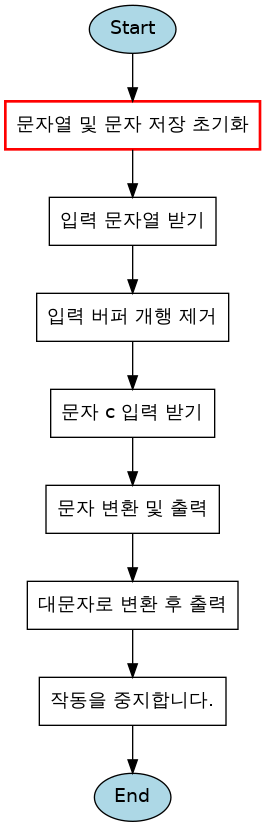 Start
문자열 및 문자 저장 초기화
입력 문자열 받기
입력 버퍼 개행 제거
문자 c 입력 받기
문자 변환 및 출력
대문자로 변환 후 출력
작동을 중지합니다.
End